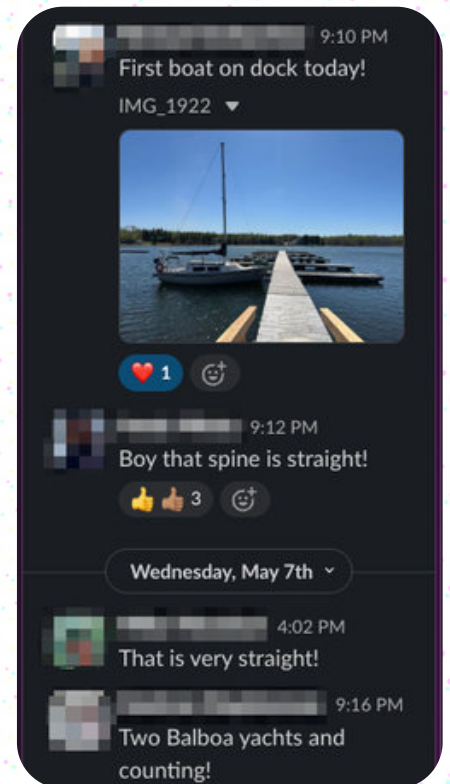 9:10 PM
First boat on dock today!
IMG_1922
1
9:12 PM
Boy that spine is straight!
3
Wednesday, May 7th
4:02 PM
That is very straight!
9:16 PM
Two Balboa yachts and
counting!